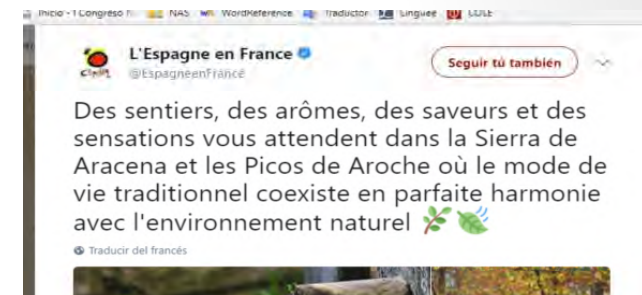 Inicio - I Congreso NAS WordReference Traductor Linguee
L'Espagne en France
@EspagneenFrance
Seguir tú también
Des sentiers, des arômes, des saveurs et des
sensations vous attendent dans la Sierra de
Aracena et les Picos de Aroche où le mode de
vie traditionnel coexiste en parfaite harmonie
avec l'environnement naturel
Traducir del francés